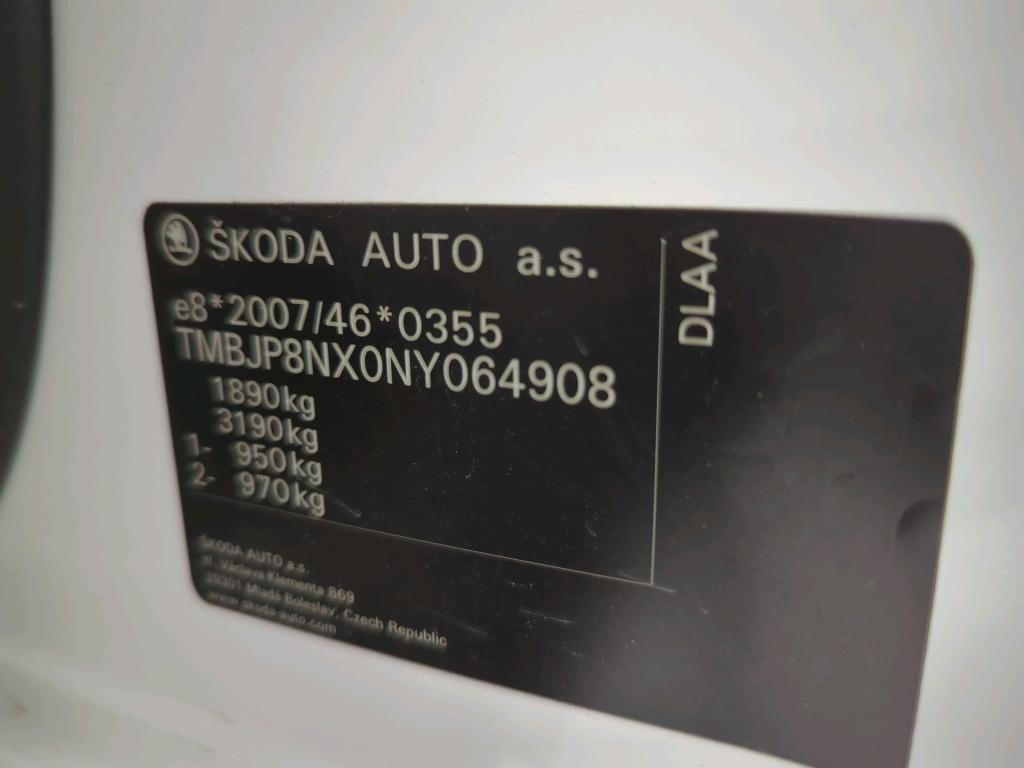 ŠKODA AUTO a.s.
e8*2007/46*0355
TMBJP8NX0NY064908
1890kg
3190kg
1- 950kg
2- 970kg
DLAA
ŠKODA AUTO a.s.
tř. Václava Klementa 869
29301 Mladá Boleslav, Czech Republic
www.skoda-auto.com